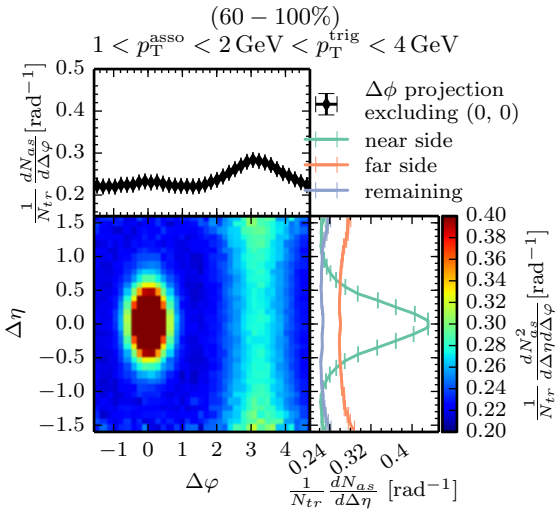 (60 − 100%)
1 < p_T^asso < 2 GeV < p_T^trig < 4 GeV
0.5
0.4
0.3
0.2
1/N_tr dN_as/dΔφ [rad⁻¹]
Δϕ projection
excluding (0, 0)
near side
far side
remaining
1.5
1.0
0.5
0.0
−0.5
−1.0
−1.5
Δη
−1 0 1 2 3 4
Δφ
0.24 0.32 0.4
1/N_tr dN_as/dΔη [rad⁻¹]
0.40
0.38
0.36
0.34
0.32
0.30
0.28
0.26
0.24
0.22
0.20
1/N_tr dN²_as/dΔηdΔφ [rad⁻¹]